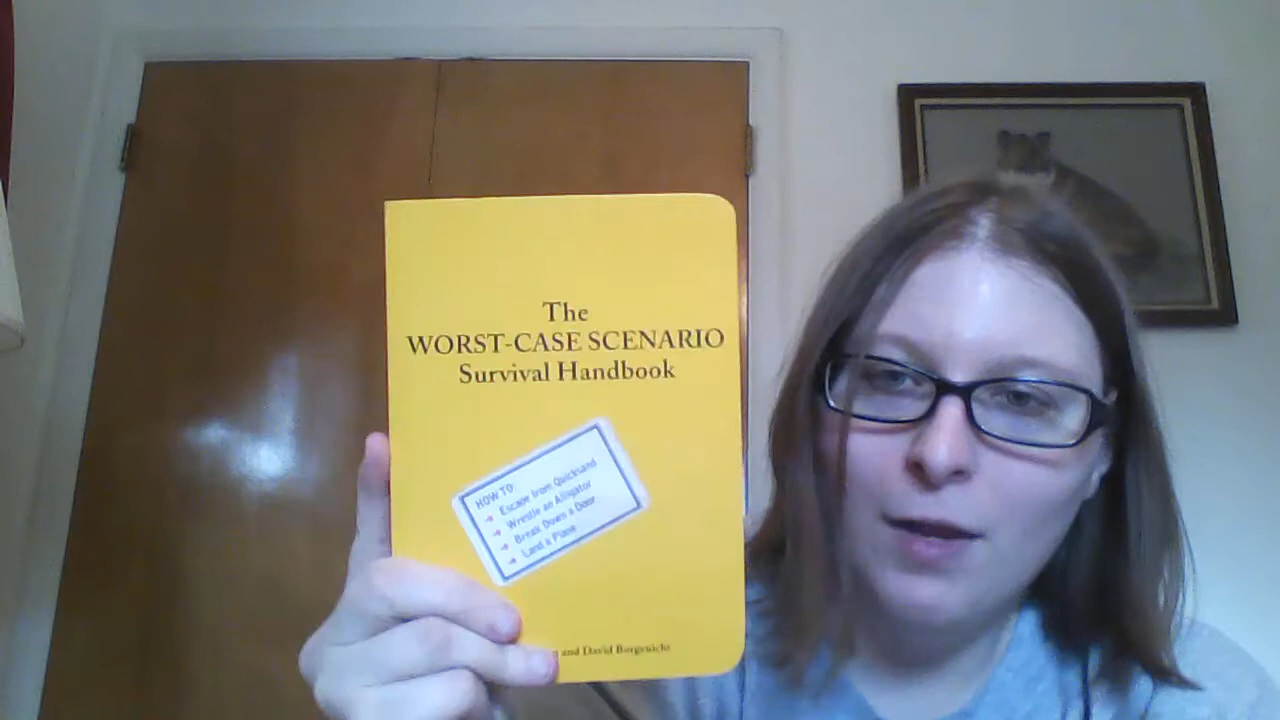 The
WORST-CASE SCENARIO
Survival Handbook
HOW TO:
→ Escape from Quicksand
→ Wrestle an Alligator
→ Break Down a Door
→ Land a Plane
and David Borgenicht